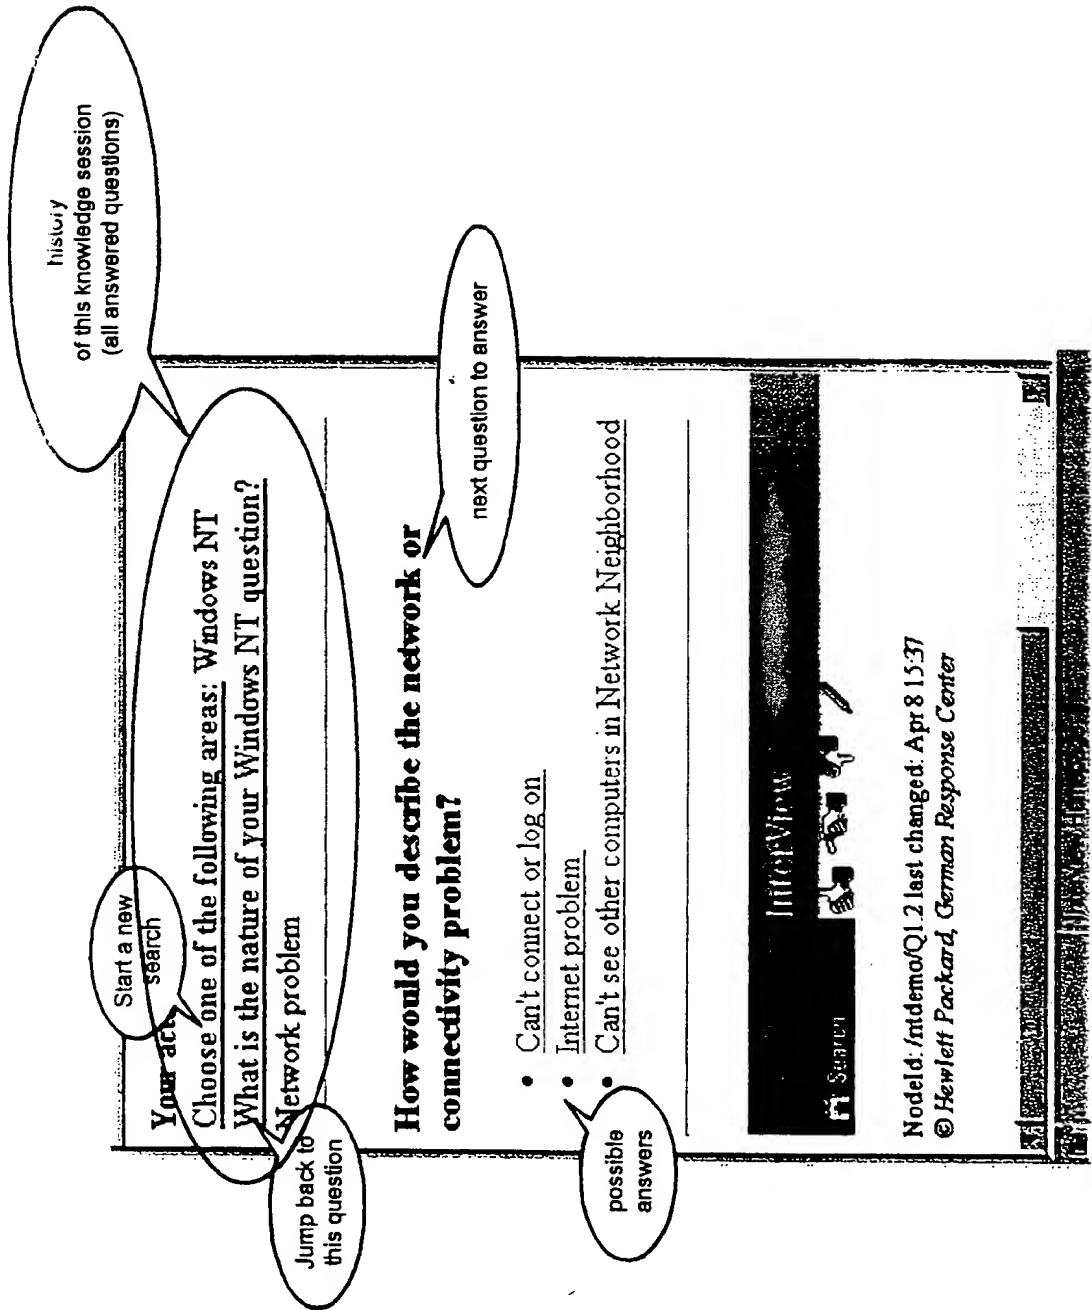 history
of this knowledge session
(all answered questions)
Start a new
search
Your
Choose one of the following areas: Windows NT
What is the nature of your Windows NT question?
Network problem
Jump back to
this question
How would you describe the network or
connectivity problem?
next question to answer
• Can't connect or log on
• Internet problem
• Can't see other computers in Network Neighborhood
possible
answers
InterView
Search
NodeId: /ntdemo/Q1.2 last changed: Apr 8 15:37
© Hewlett Packard, German Response Center